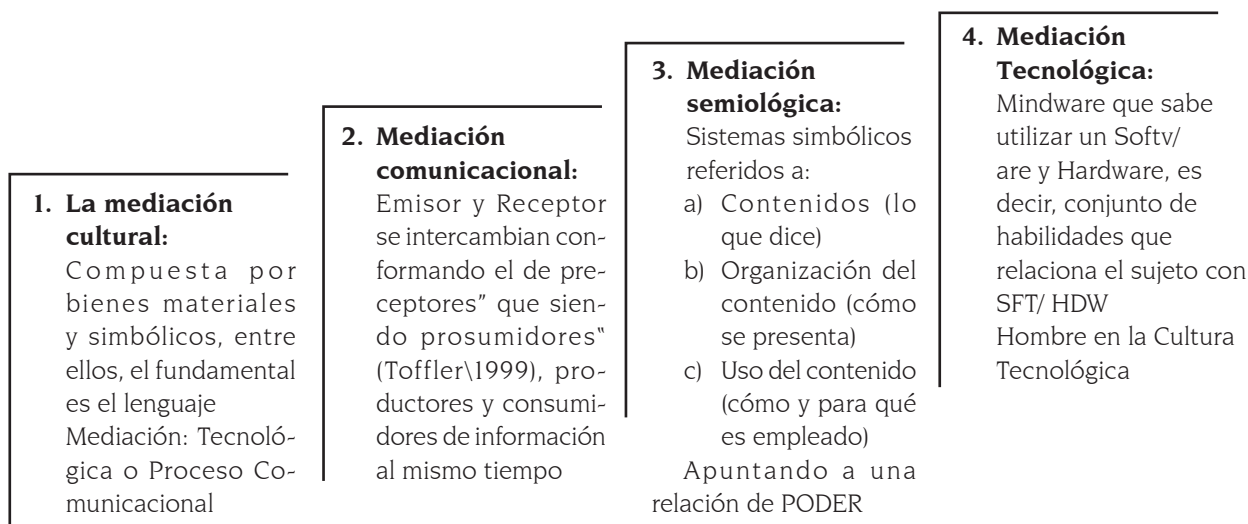 1. La mediación
cultural:
Compuesta por
bienes materiales
y simbólicos, entre
ellos, el fundamental
es el lenguaje
Mediación: Tecnoló-
gica o Proceso Co-
municacional
2. Mediación
comunicacional:
Emisor y Receptor
se intercambian con-
formando el de pre-
ceptores” que sien-
do prosumidores“
(Toffler\1999), pro-
ductores y consumi-
dores de información
al mismo tiempo
3. Mediación
semiológica:
Sistemas simbólicos
referidos a:
a) Contenidos (lo
que dice)
b) Organización del
contenido (cómo
se presenta)
c) Uso del contenido
(cómo y para qué
es empleado)
Apuntando a una
relación de PODER
4. Mediación
Tecnológica:
Mindware que sabe
utilizar un Softv/
are y Hardware, es
decir, conjunto de
habilidades que
relaciona el sujeto con
SFT/ HDW
Hombre en la Cultura
Tecnológica